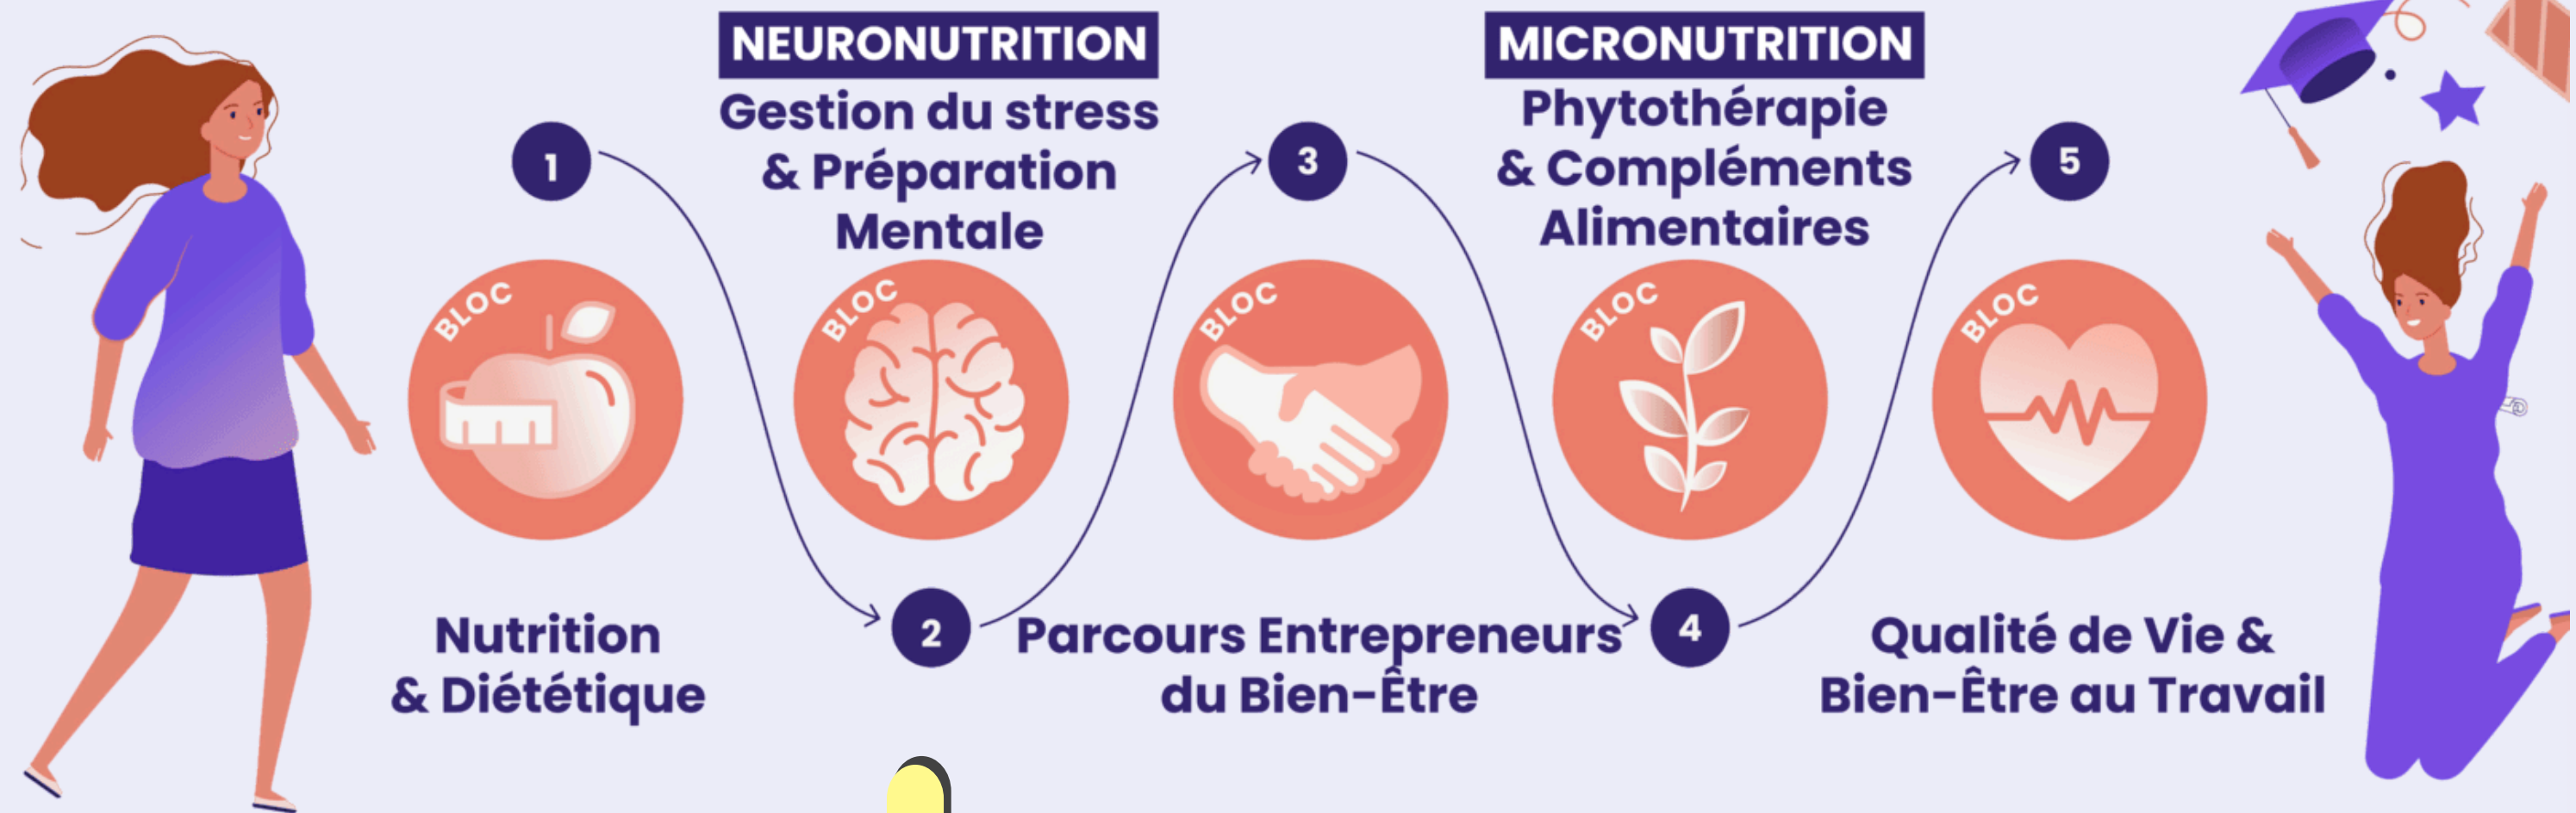 1
BLOC
Nutrition
& Diététique
NEURONUTRITION
Gestion du stress
& Préparation
Mentale
BLOC
2
3
BLOC
Parcours Entrepreneurs
du Bien-Être
MICRONUTRITION
Phytothérapie
& Compléments
Alimentaires
BLOC
4
5
BLOC
Qualité de Vie &
Bien-Être au Travail